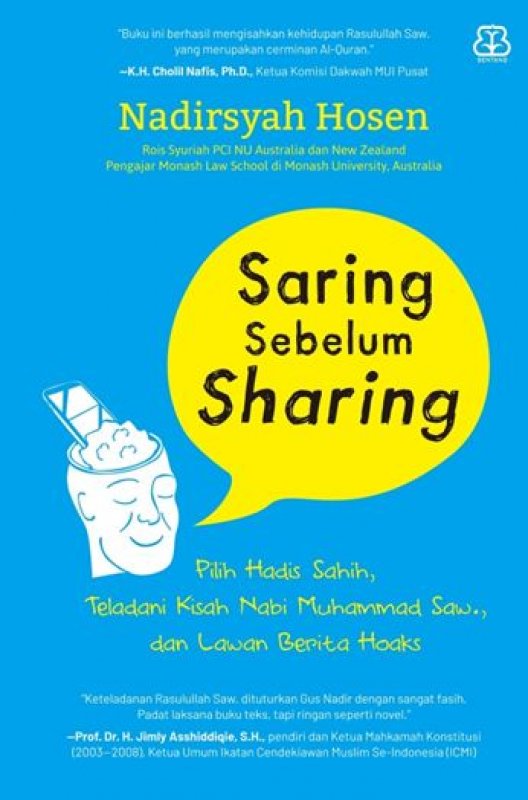 "Buku ini berhasil mengisahkan kehidupan Rasulullah Saw.
yang merupakan cerminan Al-Quran."
—K.H. Cholil Nafis, Ph.D., Ketua Komisi Dakwah MUI Pusat
BENTANG
Nadirsyah Hosen
Rois Syuriah PCI NU Australia dan New Zealand
Pengajar Monash Law School di Monash University, Australia
Saring
Sebelum
Sharing
Pilih Hadis Sahih,
Teladani Kisah Nabi Muhammad Saw.,
dan Lawan Berita Hoaks
"Keteladanan Rasulullah Saw. dituturkan Gus Nadir dengan sangat fasih.
Padat laksana buku teks, tapi ringan seperti novel."
—Prof. Dr. H. Jimly Asshiddiqie, S.H., pendiri dan Ketua Mahkamah Konstitusi
(2003—2008), Ketua Umum Ikatan Cendekiawan Muslim Se-Indonesia (ICMI)